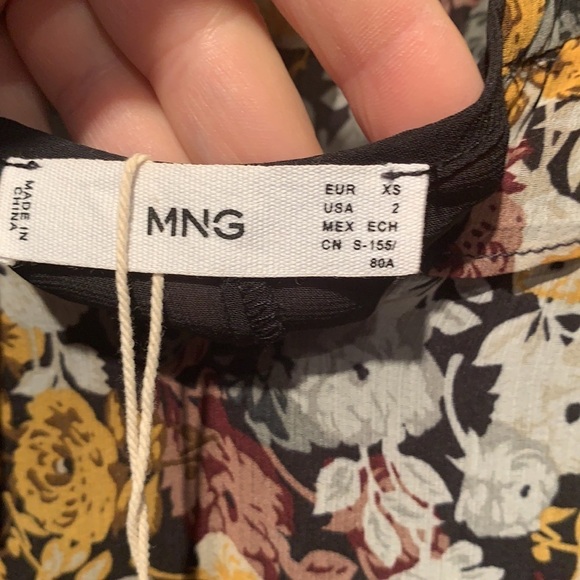 MADE IN
CHINA
MNG
EUR XS
USA 2
MEX ECH
CN S-155/
80A